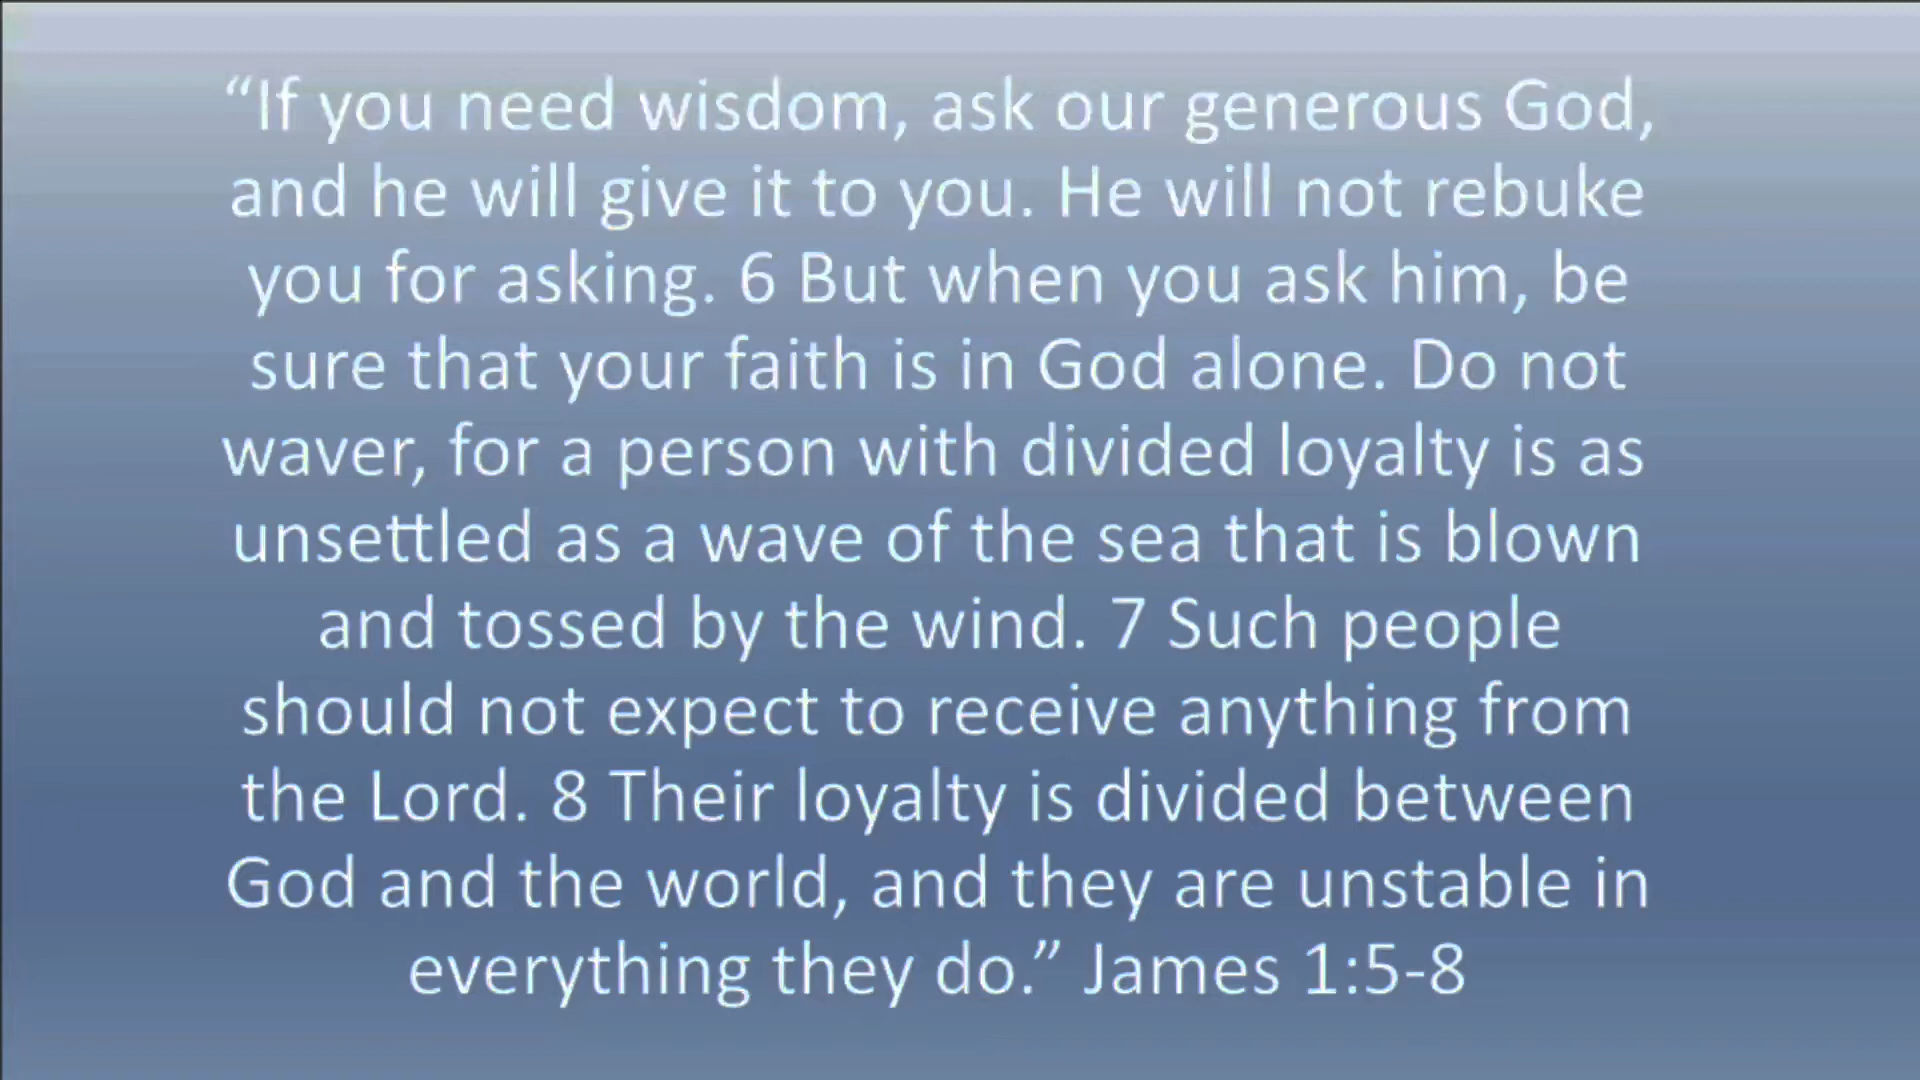 “If you need wisdom, ask our generous God,
and he will give it to you. He will not rebuke
you for asking. 6 But when you ask him, be
sure that your faith is in God alone. Do not
waver, for a person with divided loyalty is as
unsettled as a wave of the sea that is blown
and tossed by the wind. 7 Such people
should not expect to receive anything from
the Lord. 8 Their loyalty is divided between
God and the world, and they are unstable in
everything they do.” James 1:5-8